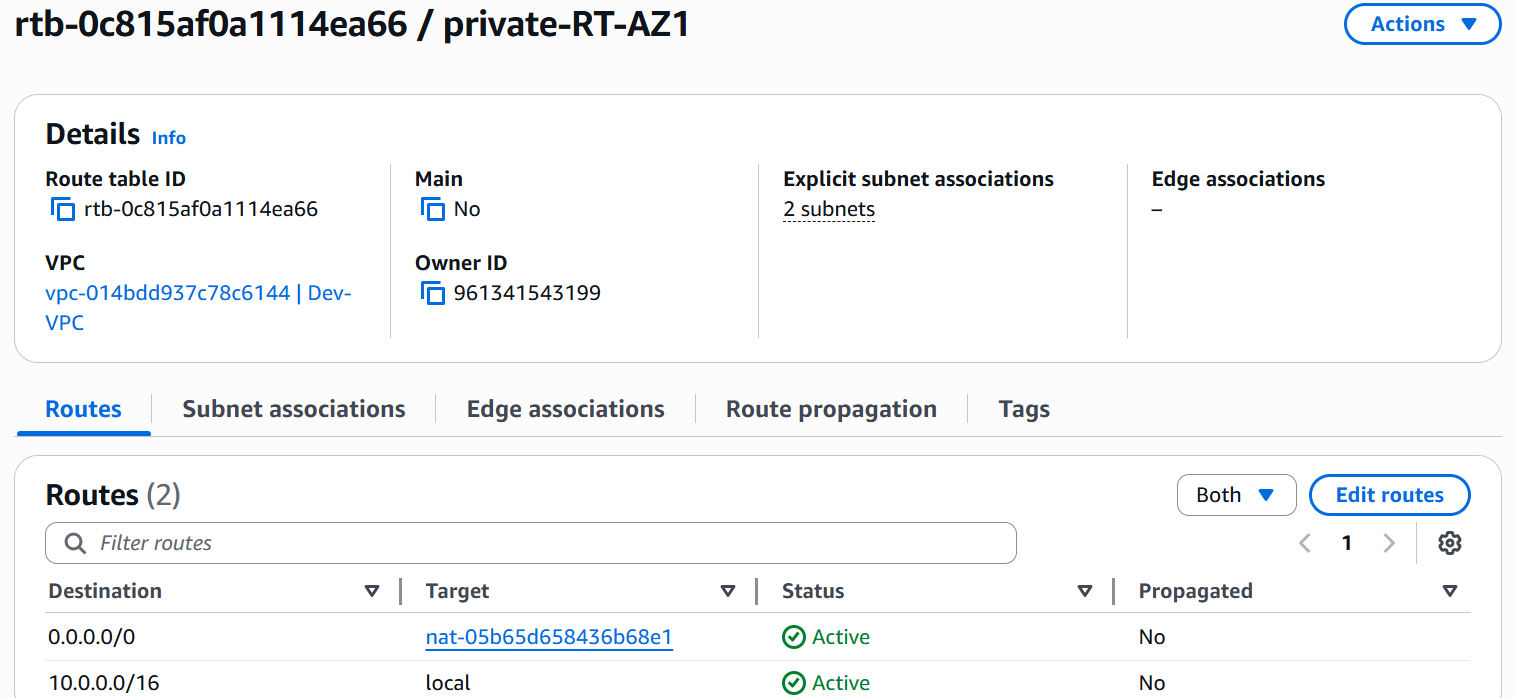 rtb-0c815af0a1114ea66 / private-RT-AZ1
Actions
Details Info
Route table ID
rtb-0c815af0a1114ea66
Main
No
Explicit subnet associations
2 subnets
Edge associations
–
VPC
vpc-014bdd937c78c6144 | Dev-
VPC
Owner ID
961341543199
Routes
Subnet associations
Edge associations
Route propagation
Tags
Routes (2)
Both
Edit routes
Filter routes
1
Destination Target Status Propagated
0.0.0.0/0 nat-05b65d658436b68e1 Active No
10.0.0.0/16 local Active No